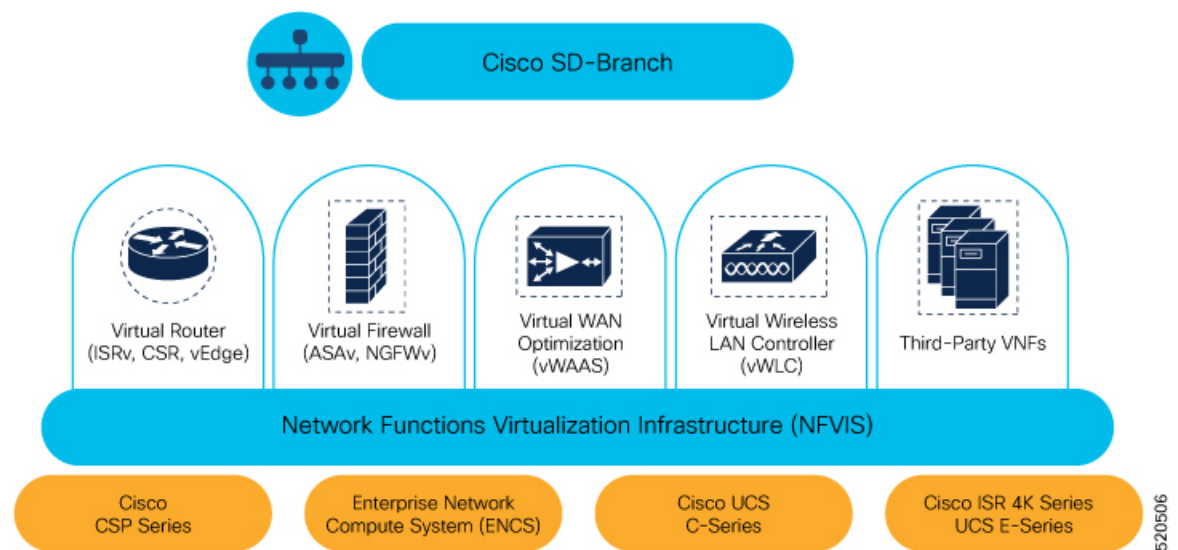 Cisco SD-Branch
Virtual Router
(ISRv, CSR, vEdge)
Virtual Firewall
(ASAv, NGFWv)
Virtual WAN
Optimization
(vWAAS)
Virtual Wireless
LAN Controller
(vWLC)
Third-Party VNFs
Network Functions Virtualization Infrastructure (NFVIS)
Cisco
CSP Series
Enterprise Network
Compute System (ENCS)
Cisco UCS
C-Series
Cisco ISR 4K Series
UCS E-Series
520506